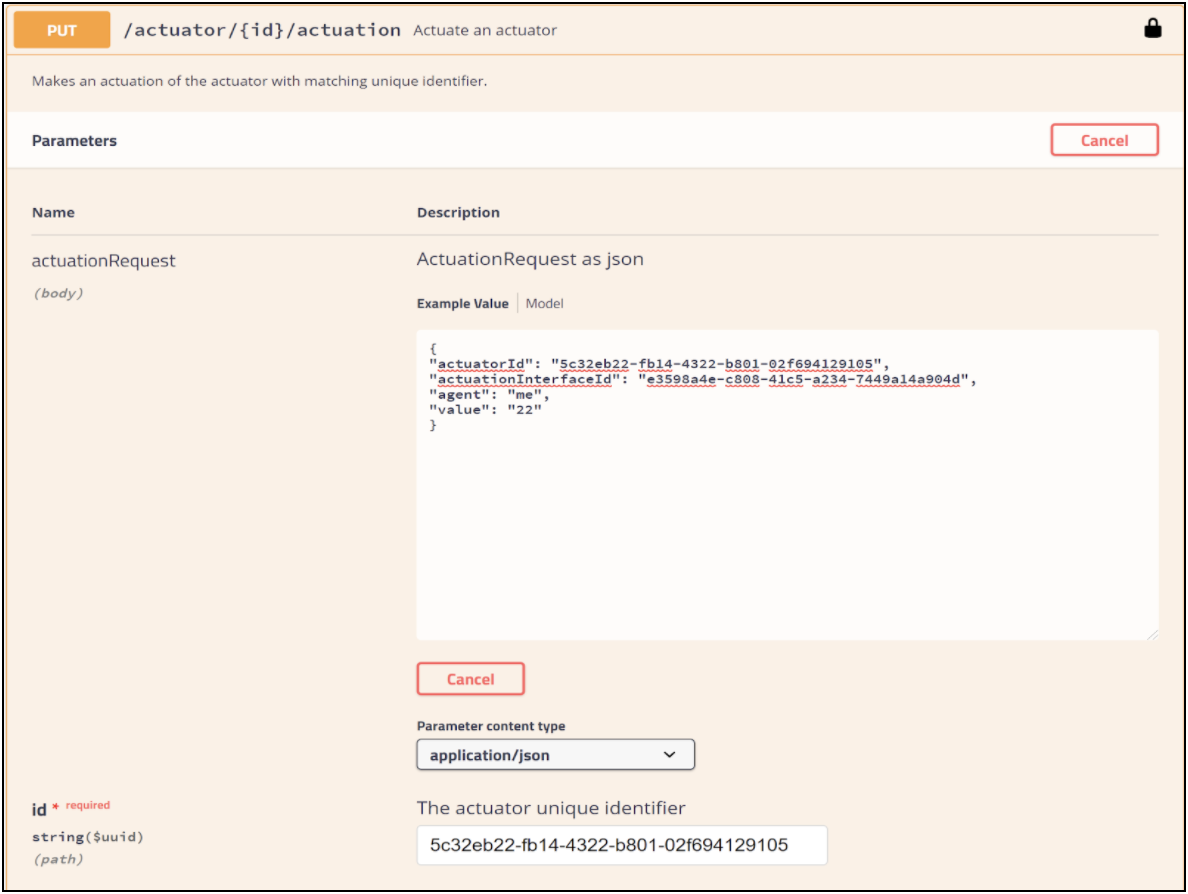 PUT /actuator/{id}/actuation Actuate an actuator
Makes an actuation of the actuator with matching unique identifier.
Parameters
Cancel
Name Description
actuationRequest ActuationRequest as json
(body)
Example Value Model
{
"actuatorId": "5c32eb22-fb14-4322-b801-02f694129105",
"actuationInterfaceId": "e3598a4e-c808-41c5-a234-7449a14a904d",
"agent": "me",
"value": "22"
}
Cancel
Parameter content type
application/json
id * required The actuator unique identifier
string($uuid)
(path)
5c32eb22-fb14-4322-b801-02f694129105